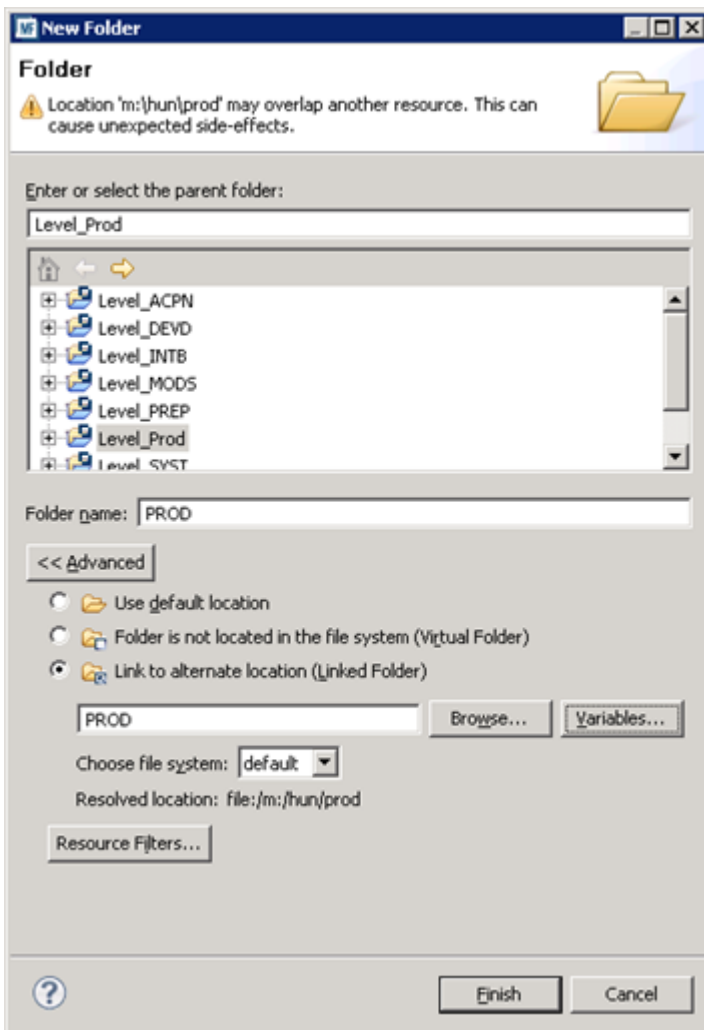 New Folder
Folder
Location 'm:\hun\prod' may overlap another resource. This can
cause unexpected side-effects.
Enter or select the parent folder:
Level_Prod
Level_ACPN
Level_DEVD
Level_INTB
Level_MODS
Level_PREP
Level_Prod
Level_SYST
Folder name: PROD
<< Advanced
Use default location
Folder is not located in the file system (Virtual Folder)
Link to alternate location (Linked Folder)
PROD Browse... Variables...
Choose file system: default
Resolved location: file:/m:/hun/prod
Resource Filters...
? Finish Cancel